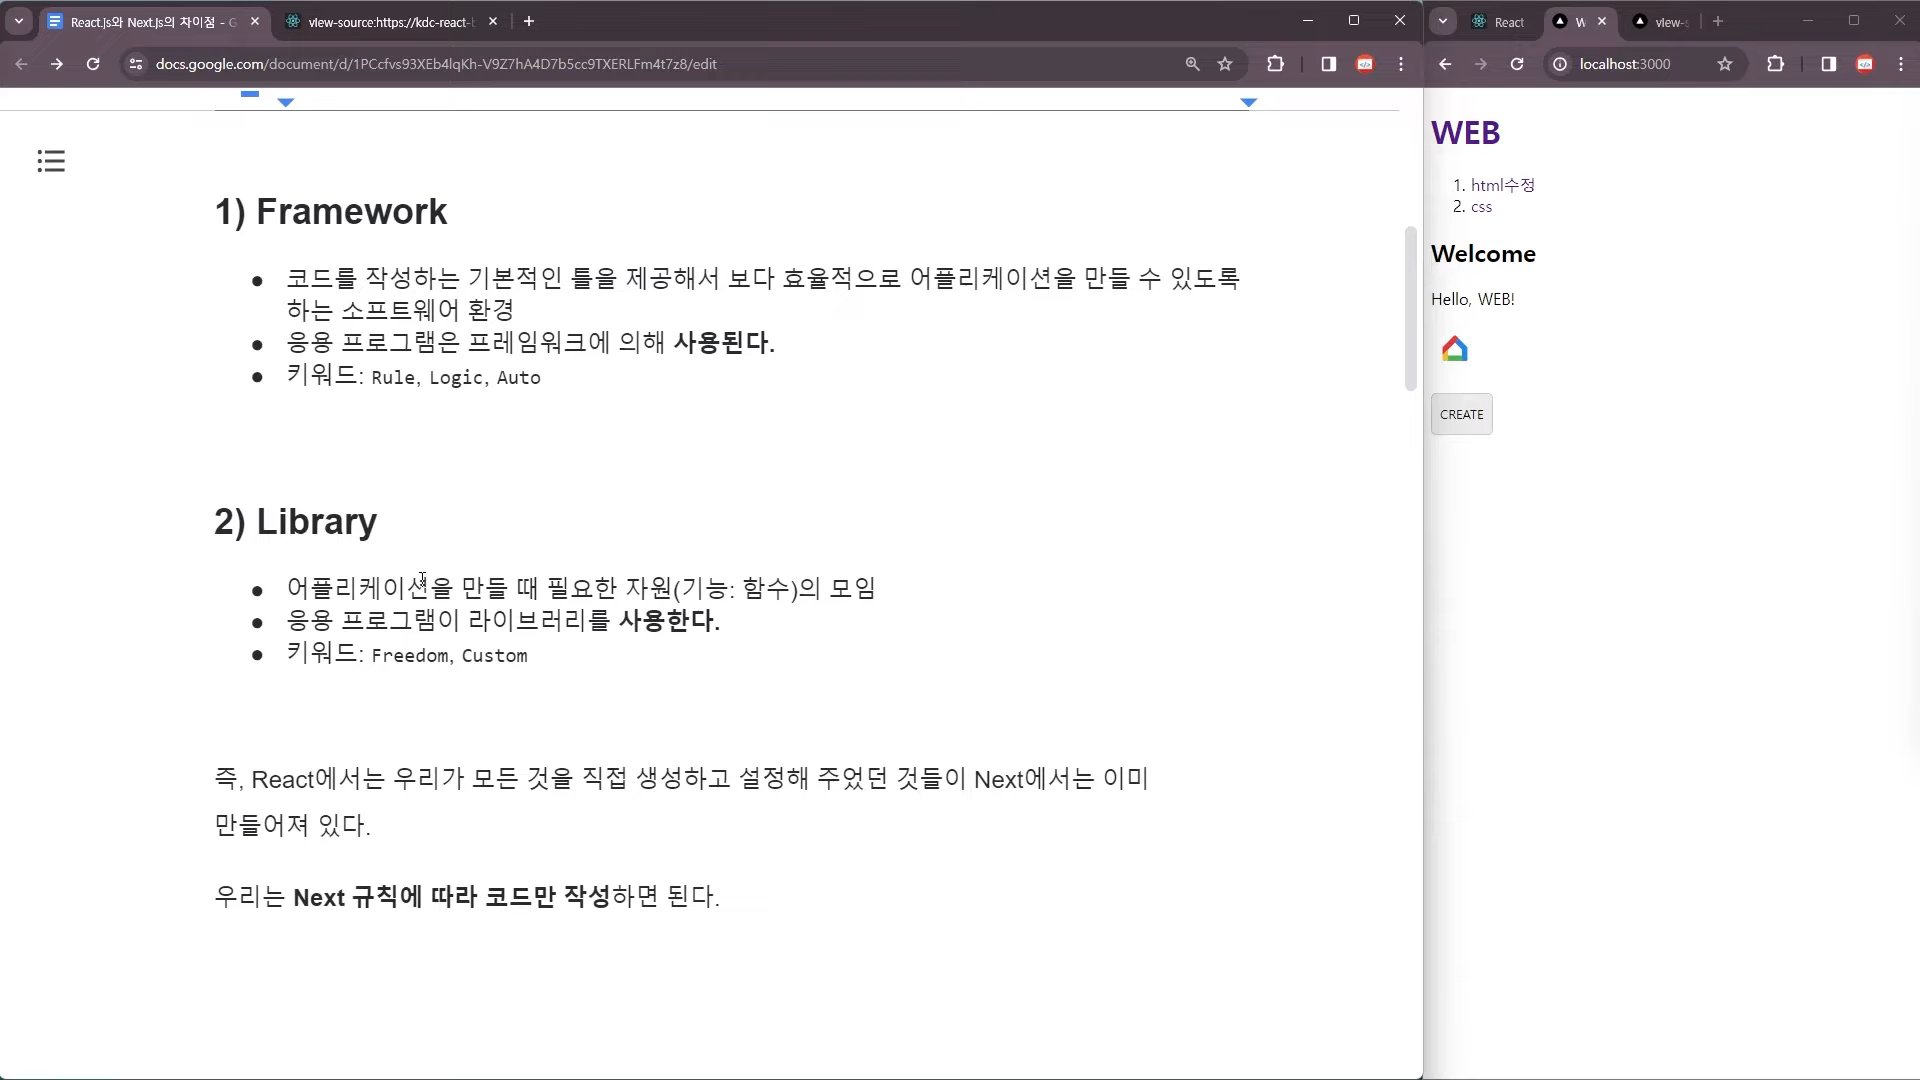 React.js와 Next.js의 차이점 - G
view-source:https://kdc-react-b
docs.google.com/document/d/1PCcfvs93XEb4lqKh-V9Z7hA4D7b5cc9TXERLFm4t7z8/edit
1) Framework
● 코드를 작성하는 기본적인 틀을 제공해서 보다 효율적으로 어플리케이션을 만들 수 있도록
하는 소프트웨어 환경
● 응용 프로그램은 프레임워크에 의해 사용된다.
● 키워드: Rule, Logic, Auto
2) Library
● 어플리케이션을 만들 때 필요한 자원(기능: 함수)의 모임
● 응용 프로그램이 라이브러리를 사용한다.
● 키워드: Freedom, Custom
즉, React에서는 우리가 모든 것을 직접 생성하고 설정해 주었던 것들이 Next에서는 이미
만들어져 있다.
우리는 Next 규칙에 따라 코드만 작성하면 된다.
React
W
view-s
localhost:3000
WEB
1. html수정
2. css
Welcome
Hello, WEB!
CREATE